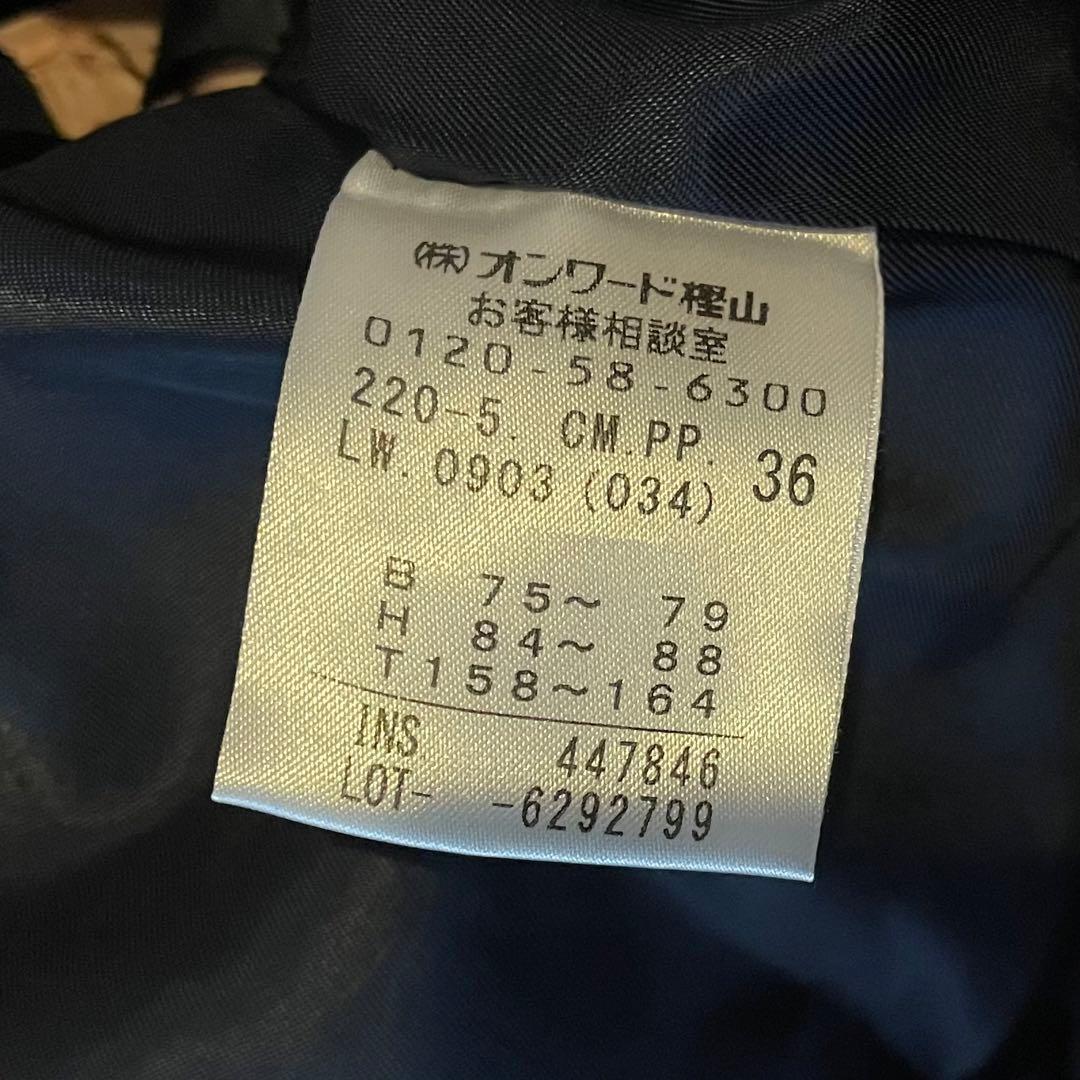 (株)オンワード樫山
お客様相談室
0120-58-6300
220-5. CM.PP. 36
LW. 0903 (034)
B 75～ 79
H 84～ 88
T158～164
INS. 447846
LOT- -6292799